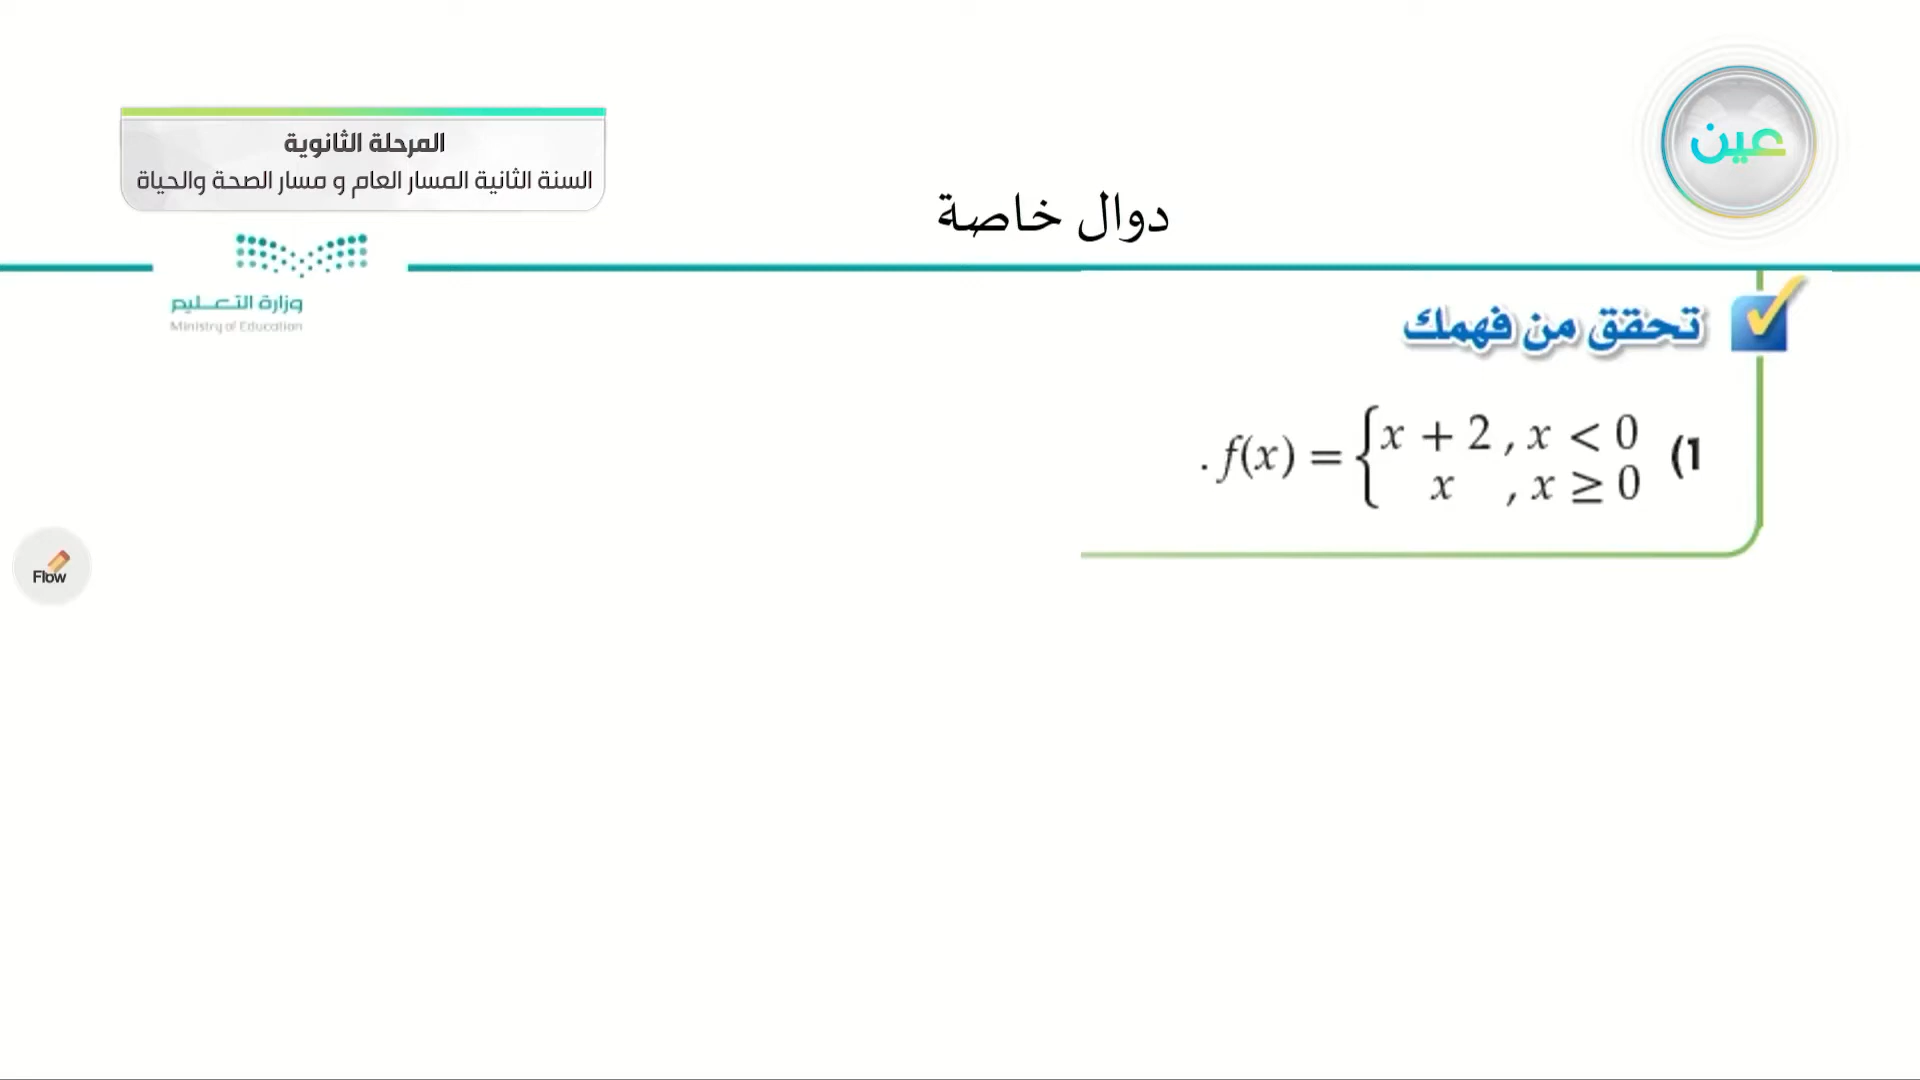 المرحلة الثانوية
السنة الثانية المسار العام و مسار الصحة والحياة
عين
دوال خاصة
وزارة التعليم
Ministry of Education
تحقق من فهمك
(1 f(x) = { x + 2 , x < 0
x , x ≥ 0 .
Flow